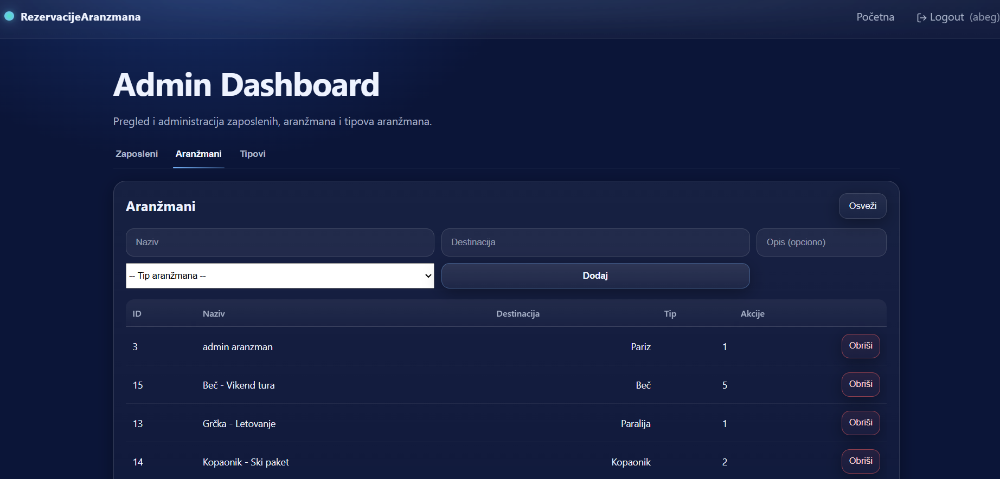 RezervacijeAranzmana
Početna
Logout (abeg)
Admin Dashboard
Pregled i administracija zaposlenih, aranžmana i tipova aranžmana.
Zaposleni Aranžmani Tipovi
Aranžmani
Osveži
Naziv Destinacija Opis (opciono)
-- Tip aranžmana -- Dodaj
ID Naziv Destinacija Tip Akcije
3 admin aranzman Pariz 1 Obriši
15 Beč - Vikend tura Beč 5 Obriši
13 Grčka - Letovanje Paralija 1 Obriši
14 Kopaonik - Ski paket Kopaonik 2 Obriši